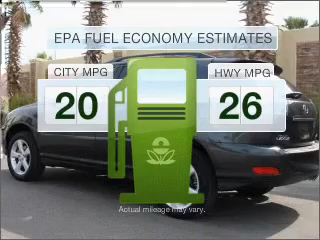 EPA FUEL ECONOMY ESTIMATES
CITY MPG
HWY MPG
20
26
Actual mileage may vary.